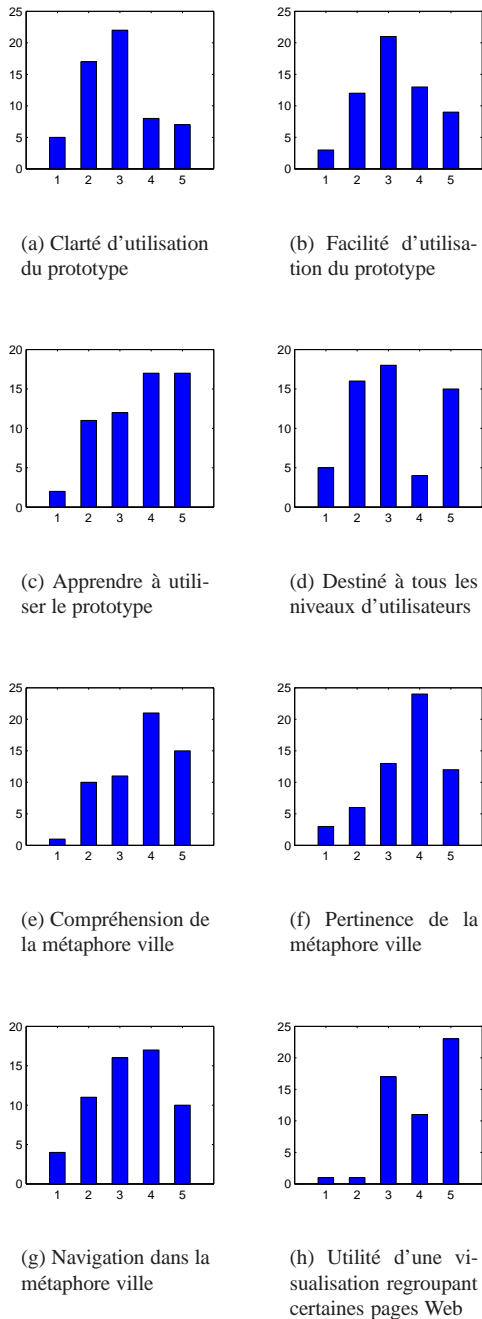 25
20
15
10
5
0
1 2 3 4 5
(a) Clarté d'utilisation
du prototype
25
20
15
10
5
0
1 2 3 4 5
(b) Facilité d'utilisa-
tion du prototype
20
15
10
5
0
1 2 3 4 5
(c) Apprendre à utili-
ser le prototype
20
15
10
5
0
1 2 3 4 5
(d) Destiné à tous les
niveaux d'utilisateurs
25
20
15
10
5
0
1 2 3 4 5
(e) Compréhension de
la métaphore ville
25
20
15
10
5
0
1 2 3 4 5
(f) Pertinence de la
métaphore ville
20
15
10
5
0
1 2 3 4 5
(g) Navigation dans la
métaphore ville
25
20
15
10
5
0
1 2 3 4 5
(h) Utilité d'une vi-
sualisation regroupant
certaines pages Web